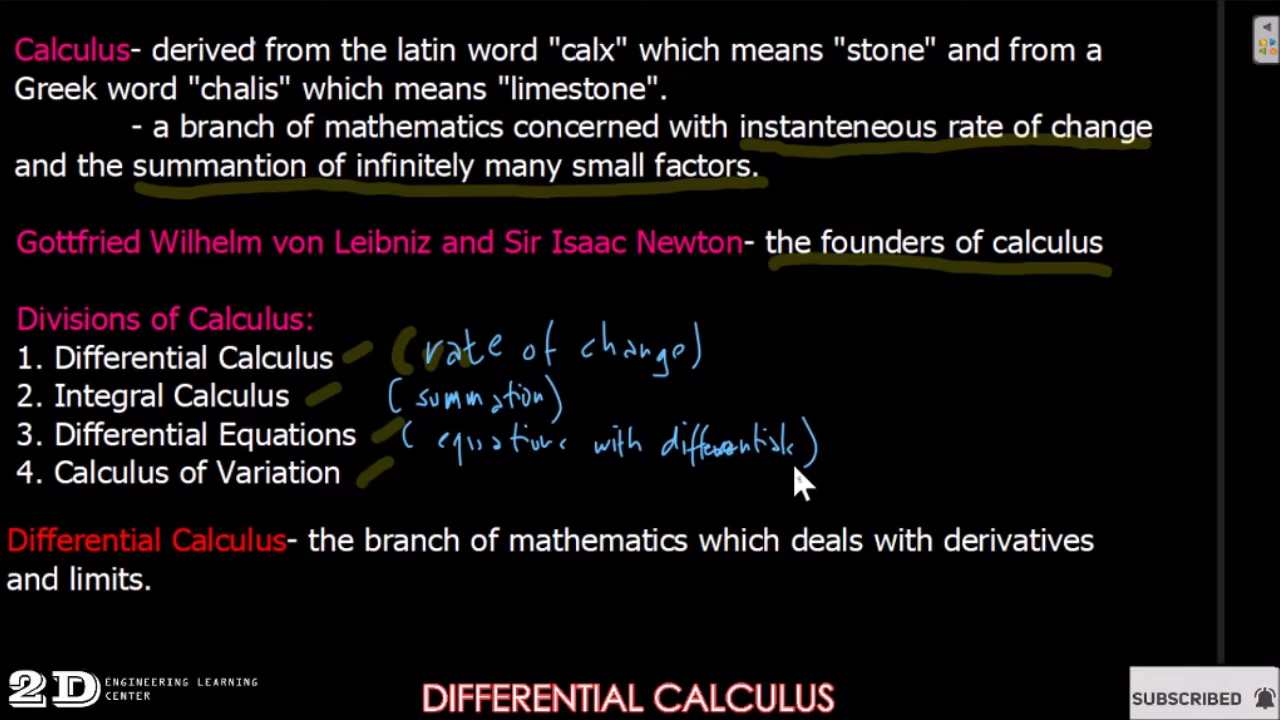 Calculus- derived from the latin word "calx" which means "stone" and from a
Greek word "chalis" which means "limestone".
- a branch of mathematics concerned with instanteneous rate of change
and the summantion of infinitely many small factors.
Gottfried Wilhelm von Leibniz and Sir Isaac Newton- the founders of calculus
Divisions of Calculus:
1. Differential Calculus (rate of change)
2. Integral Calculus (summation)
3. Differential Equations (equations with differentials)
4. Calculus of Variation
Differential Calculus- the branch of mathematics which deals with derivatives
and limits.
2D ENGINEERING LEARNING
CENTER
DIFFERENTIAL CALCULUS
SUBSCRIBED